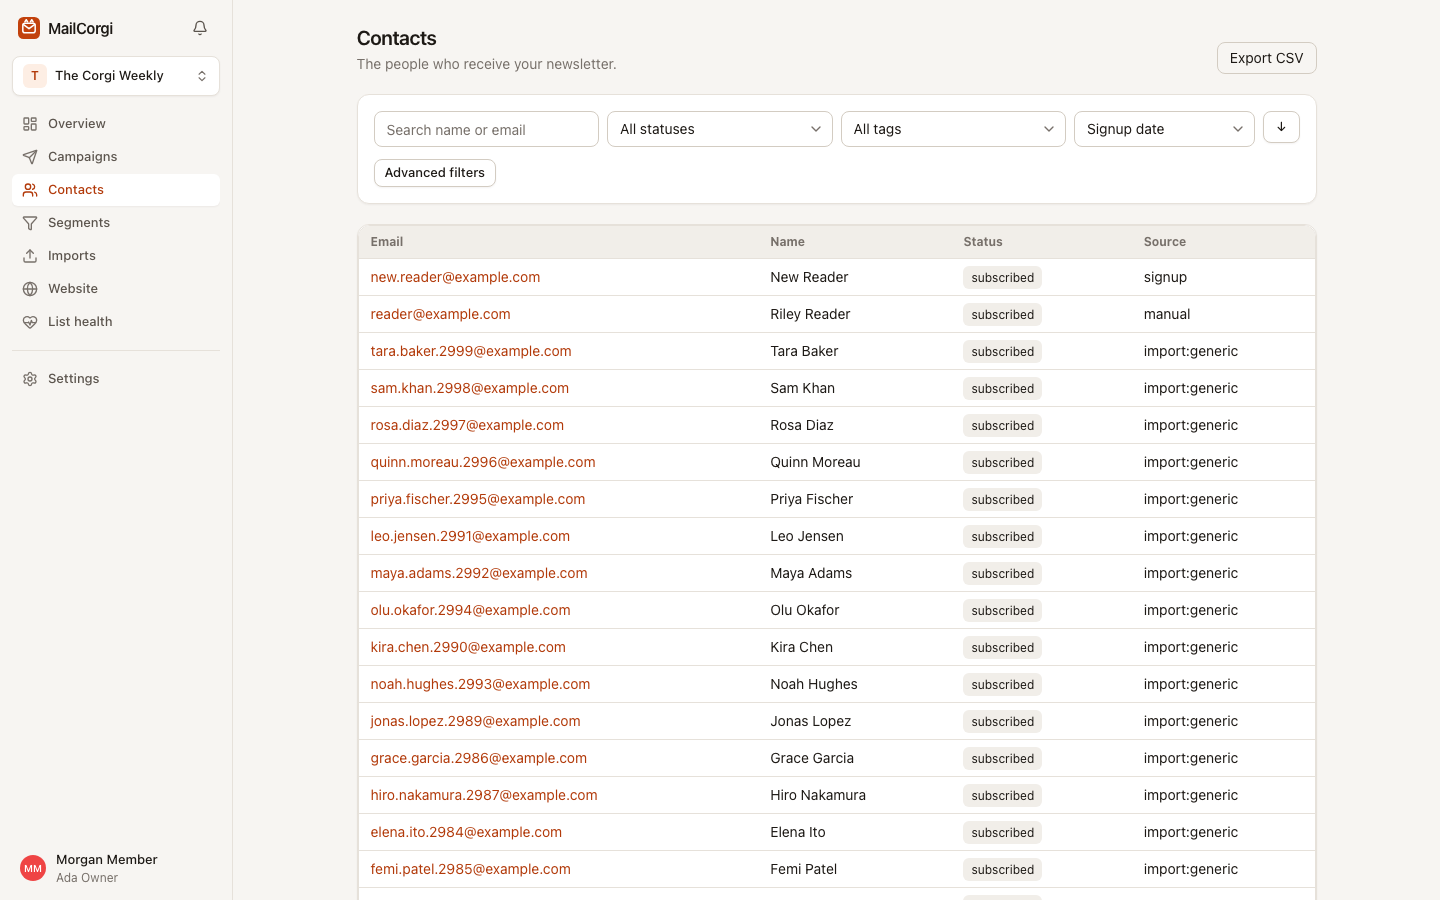 MailCorgi
T The Corgi Weekly
Overview
Campaigns
Contacts
Segments
Imports
Website
List health
Settings
MM
Morgan Member
Ada Owner
Contacts
The people who receive your newsletter.
Export CSV
Search name or email All statuses All tags Signup date
Advanced filters
Email Name Status Source
new.reader@example.com New Reader subscribed signup
reader@example.com Riley Reader subscribed manual
tara.baker.2999@example.com Tara Baker subscribed import:generic
sam.khan.2998@example.com Sam Khan subscribed import:generic
rosa.diaz.2997@example.com Rosa Diaz subscribed import:generic
quinn.moreau.2996@example.com Quinn Moreau subscribed import:generic
priya.fischer.2995@example.com Priya Fischer subscribed import:generic
leo.jensen.2991@example.com Leo Jensen subscribed import:generic
maya.adams.2992@example.com Maya Adams subscribed import:generic
olu.okafor.2994@example.com Olu Okafor subscribed import:generic
kira.chen.2990@example.com Kira Chen subscribed import:generic
noah.hughes.2993@example.com Noah Hughes subscribed import:generic
jonas.lopez.2989@example.com Jonas Lopez subscribed import:generic
grace.garcia.2986@example.com Grace Garcia subscribed import:generic
hiro.nakamura.2987@example.com Hiro Nakamura subscribed import:generic
elena.ito.2984@example.com Elena Ito subscribed import:generic
femi.patel.2985@example.com Femi Patel subscribed import:generic